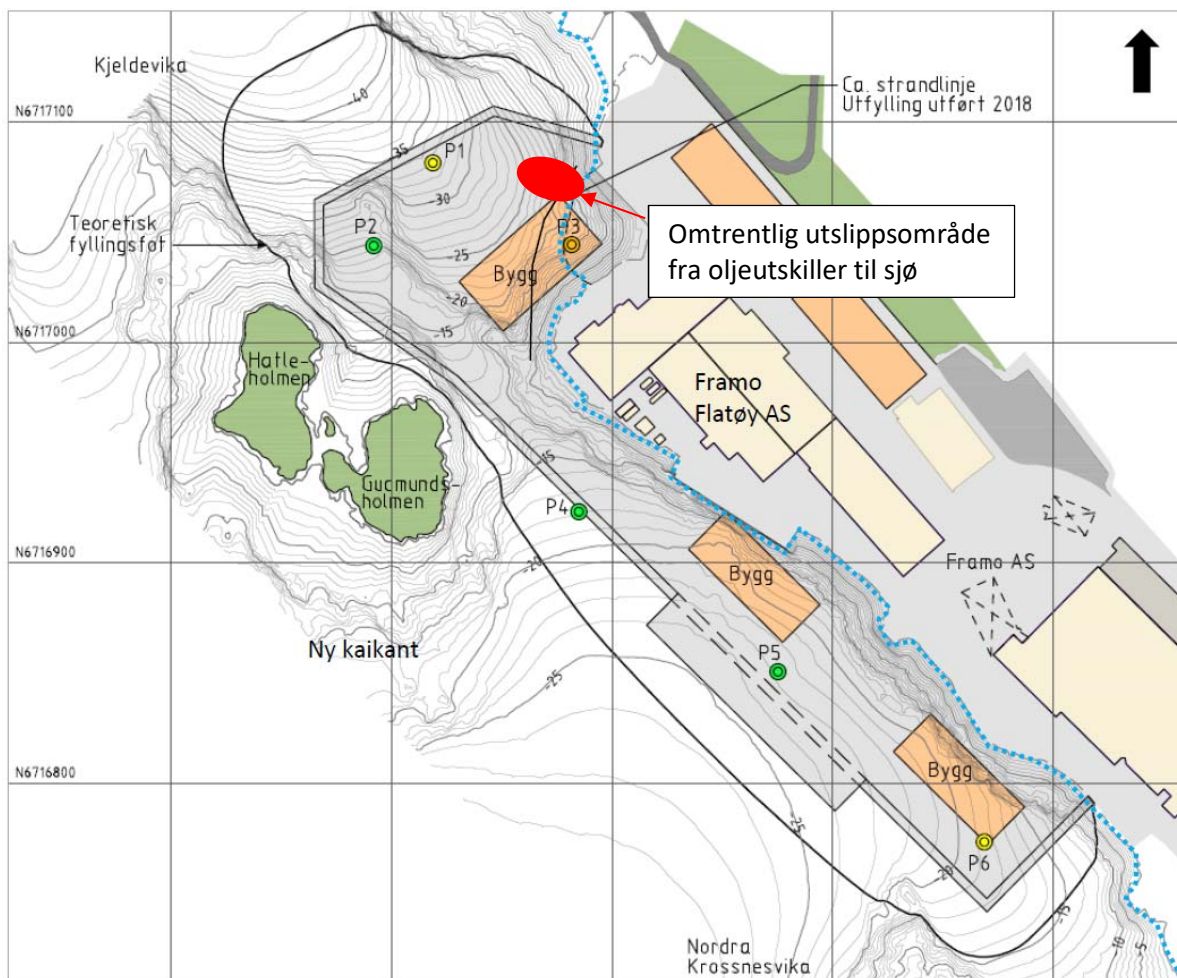 Kjeldevika
N6717100
-40
Ca. strandlinje
Utfylling utført 2018
-35
P1
-30
Teoretisk
fyllingsfot
P2
P3
-25
Bygg
-20
-15
Omtrentlig utslippsområde
fra oljeutskiller til sjø
N6717000
Hatle-
holmen
Framo
Flatøy AS
-15
Gudmunds-
holmen
P4
N6716900
-20
Bygg
Framo AS
Ny kaikant
P5
-25
N6716800
Bygg
-25
P6
-20
-15
-10
-5
Nordra
Krossnesvika